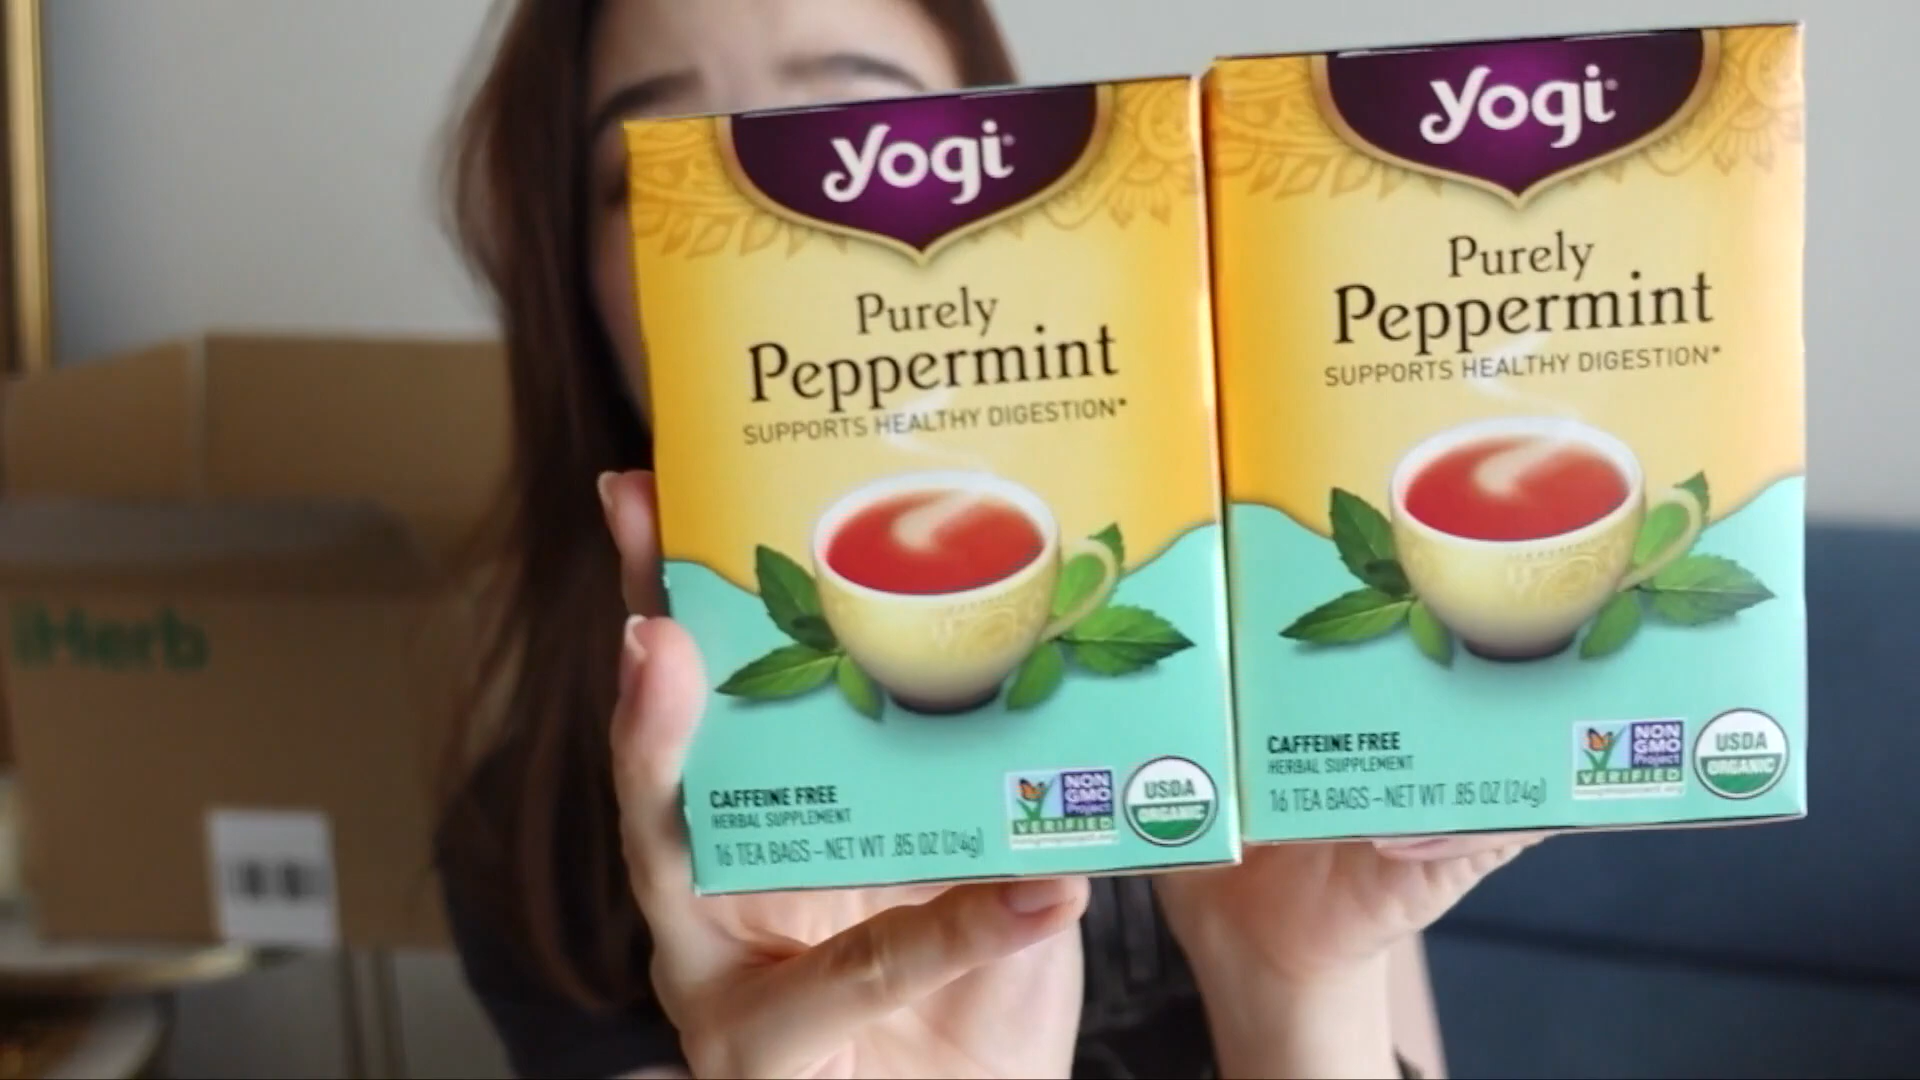 yogi
Purely
Peppermint
SUPPORTS HEALTHY DIGESTION*
CAFFEINE FREE
HERBAL SUPPLEMENT
16 TEA BAGS – NET WT .85 OZ (24g)
NON
GMO
Project
VERIFIED
USDA
ORGANIC
yogi
Purely
Peppermint
SUPPORTS HEALTHY DIGESTION*
CAFFEINE FREE
HERBAL SUPPLEMENT
16 TEA BAGS – NET WT .85 OZ (24g)
NON
GMO
Project
VERIFIED
USDA
ORGANIC
iHerb